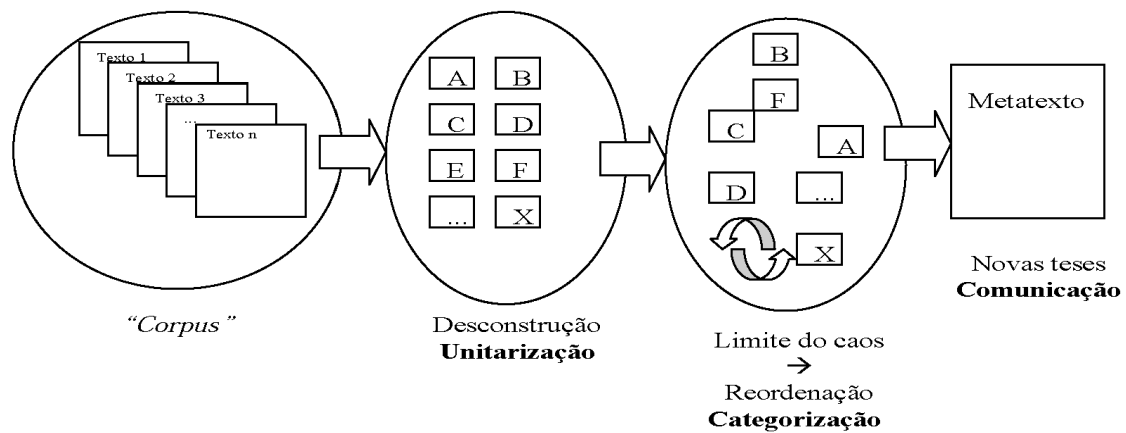 Texto 1
Texto 2
Texto 3
...
Texto n
“Corpus”
A B
C D
E F
... X
Desconstrução
Unitarização
B
F
C
A
D ...
X
Limite do caos
→
Reordenação
Categorização
Metatexto
Novas teses
Comunicação